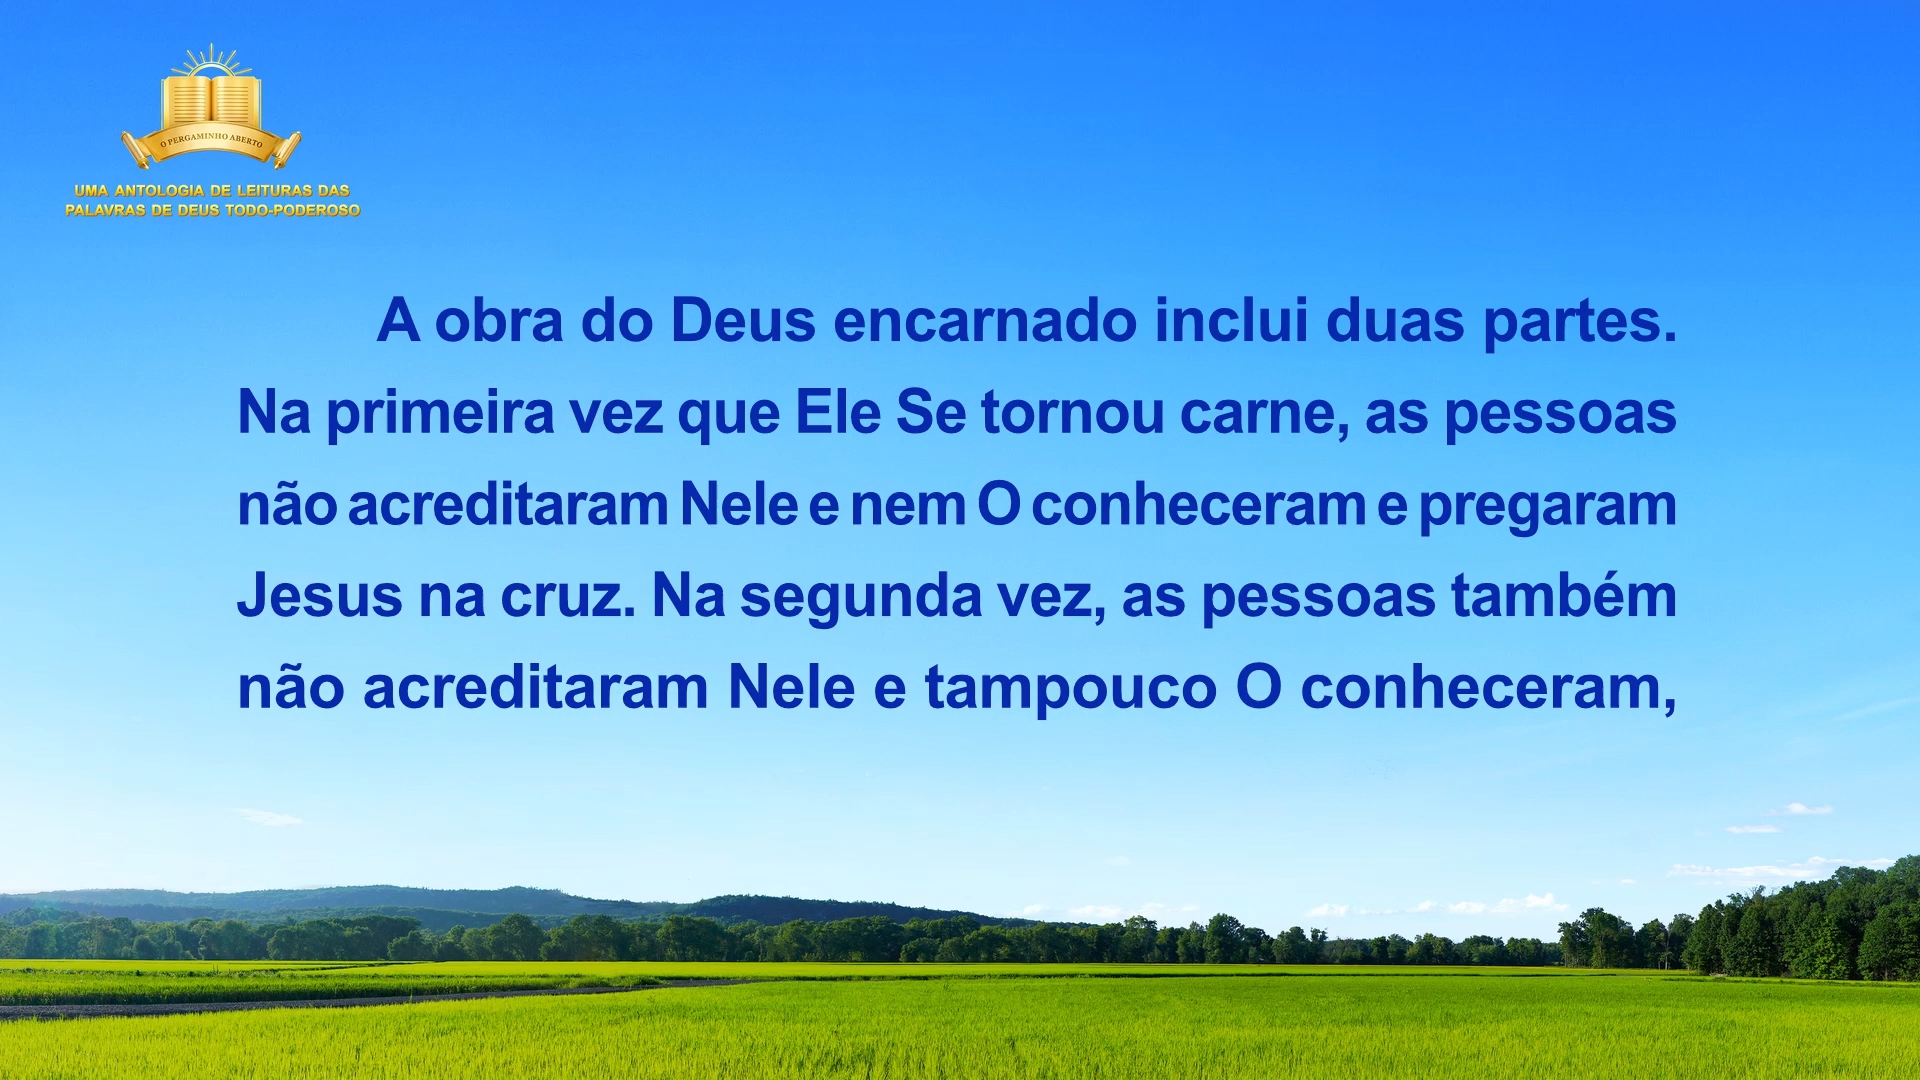 O PERGAMINHO ABERTO
UMA ANTOLOGIA DE LEITURAS DAS
PALAVRAS DE DEUS TODO-PODEROSO
A obra do Deus encarnado inclui duas partes.
Na primeira vez que Ele Se tornou carne, as pessoas
não acreditaram Nele e nem O conheceram e pregaram
Jesus na cruz. Na segunda vez, as pessoas também
não acreditaram Nele e tampouco O conheceram,